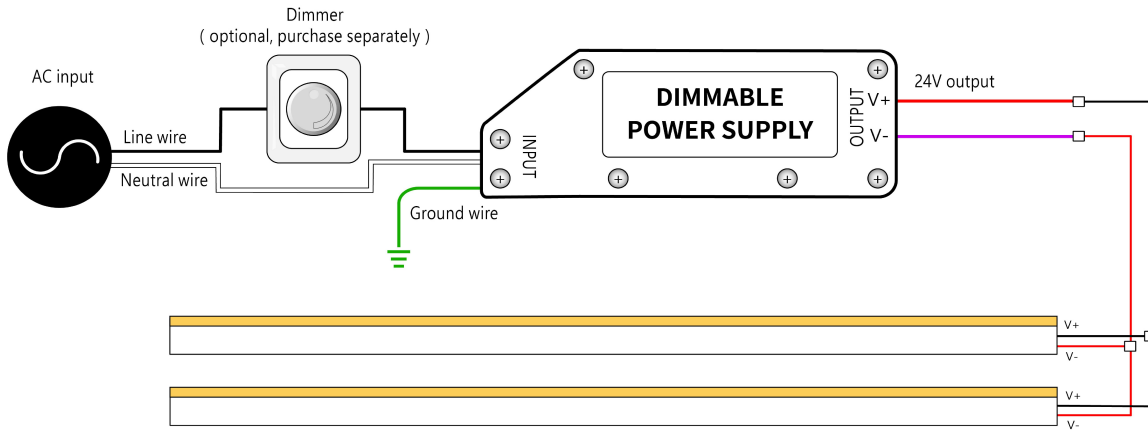 Dimmer
( optional, purchase separately )
AC input
Line wire
Neutral wire
Ground wire
INPUT
DIMMABLE
POWER SUPPLY
OUTPUT
V+
V-
24V output
V+
V-
V+
V-